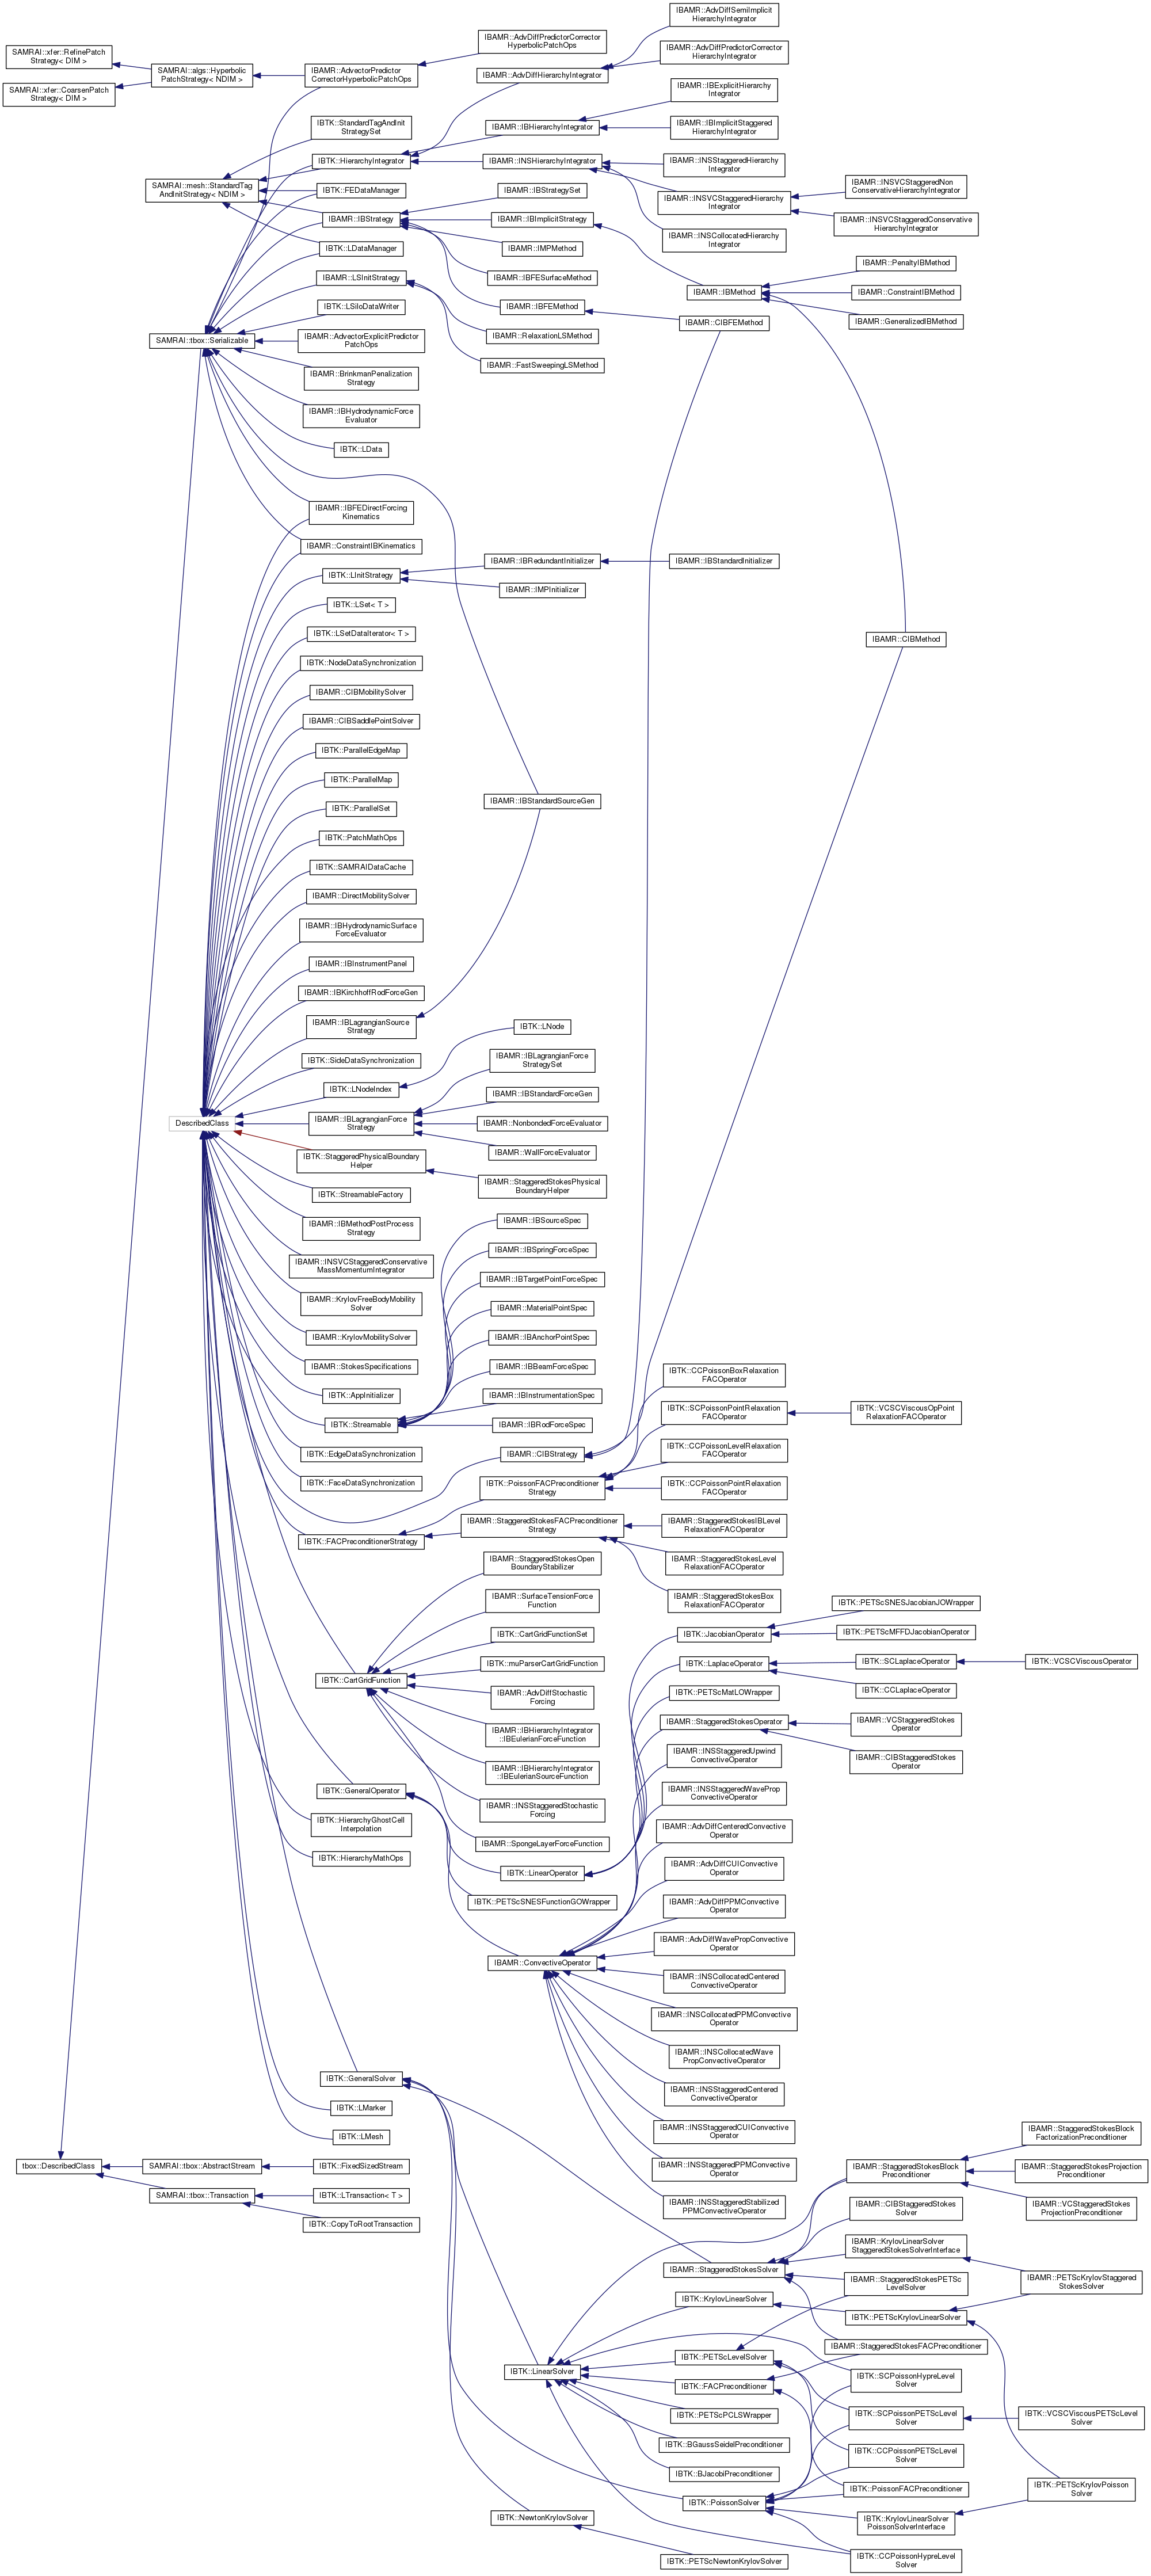 SAMRAI::xfer::RefinePatch
Strategy< DIM >
SAMRAI::xfer::CoarsenPatch
Strategy< DIM >
tbox::DescribedClass
SAMRAI::algs::Hyperbolic
PatchStrategy< NDIM >
SAMRAI::mesh::StandardTag
AndInitStrategy< NDIM >
SAMRAI::tbox::Serializable
DescribedClass
SAMRAI::tbox::AbstractStream
SAMRAI::tbox::Transaction
IBAMR::AdvectorPredictor
CorrectorHyperbolicPatchOps
IBTK::StandardTagAndInit
StrategySet
IBTK::HierarchyIntegrator
IBTK::FEDataManager
IBAMR::IBStrategy
IBTK::LDataManager
IBAMR::LSInitStrategy
IBTK::LSiloDataWriter
IBAMR::AdvectorExplicitPredictor
PatchOps
IBAMR::BrinkmanPenalization
Strategy
IBAMR::IBHydrodynamicForce
Evaluator
IBTK::LData
IBAMR::IBFEDirectForcing
Kinematics
IBAMR::ConstraintIBKinematics
IBTK::LInitStrategy
IBTK::LSet< T >
IBTK::LSetDataIterator< T >
IBTK::NodeDataSynchronization
IBAMR::CIBMobilitySolver
IBAMR::CIBSaddlePointSolver
IBTK::ParallelEdgeMap
IBTK::ParallelMap
IBTK::ParallelSet
IBTK::PatchMathOps
IBTK::SAMRAIDataCache
IBAMR::DirectMobilitySolver
IBAMR::IBHydrodynamicSurface
ForceEvaluator
IBAMR::IBInstrumentPanel
IBAMR::IBKirchhoffRodForceGen
IBAMR::IBLagrangianSource
Strategy
IBTK::SideDataSynchronization
IBTK::LNodeIndex
IBAMR::IBLagrangianForce
Strategy
IBTK::StaggeredPhysicalBoundary
Helper
IBTK::StreamableFactory
IBAMR::IBMethodPostProcess
Strategy
IBAMR::INSVCStaggeredConservative
MassMomentumIntegrator
IBAMR::KrylovFreeBodyMobility
Solver
IBAMR::KrylovMobilitySolver
IBAMR::StokesSpecifications
IBTK::AppInitializer
IBTK::Streamable
IBTK::EdgeDataSynchronization
IBTK::FaceDataSynchronization
IBTK::FACPreconditionerStrategy
IBTK::CartGridFunction
IBTK::GeneralOperator
IBTK::HierarchyGhostCell
Interpolation
IBTK::HierarchyMathOps
IBTK::GeneralSolver
IBTK::LMarker
IBTK::LMesh
IBTK::FixedSizedStream
IBTK::LTransaction< T >
IBTK::CopyToRootTransaction
IBAMR::AdvDiffPredictorCorrector
HyperbolicPatchOps
IBAMR::AdvDiffHierarchyIntegrator
IBAMR::IBHierarchyIntegrator
IBAMR::INSHierarchyIntegrator
IBAMR::IBStrategySet
IBAMR::IBImplicitStrategy
IBAMR::IMPMethod
IBAMR::IBFESurfaceMethod
IBAMR::IBFEMethod
IBAMR::RelaxationLSMethod
IBAMR::FastSweepingLSMethod
IBAMR::IBRedundantInitializer
IBAMR::IMPInitializer
IBAMR::IBStandardSourceGen
IBTK::LNode
IBAMR::IBLagrangianForce
StrategySet
IBAMR::IBStandardForceGen
IBAMR::NonbondedForceEvaluator
IBAMR::WallForceEvaluator
IBAMR::StaggeredStokesPhysical
BoundaryHelper
IBAMR::IBSourceSpec
IBAMR::IBSpringForceSpec
IBAMR::IBTargetPointForceSpec
IBAMR::MaterialPointSpec
IBAMR::IBAnchorPointSpec
IBAMR::IBBeamForceSpec
IBAMR::IBInstrumentationSpec
IBAMR::IBRodForceSpec
IBAMR::CIBStrategy
IBTK::PoissonFACPreconditioner
Strategy
IBAMR::StaggeredStokesFACPreconditioner
Strategy
IBAMR::StaggeredStokesOpen
BoundaryStabilizer
IBAMR::SurfaceTensionForce
Function
IBTK::CartGridFunctionSet
IBTK::muParserCartGridFunction
IBAMR::AdvDiffStochastic
Forcing
IBAMR::IBHierarchyIntegrator
::IBEulerianForceFunction
IBAMR::IBHierarchyIntegrator
::IBEulerianSourceFunction
IBAMR::INSStaggeredStochastic
Forcing
IBAMR::SpongeLayerForceFunction
IBTK::LinearOperator
IBTK::PETScSNESFunctionGOWrapper
IBAMR::ConvectiveOperator
IBAMR::StaggeredStokesSolver
IBTK::LinearSolver
IBTK::NewtonKrylovSolver
IBAMR::AdvDiffSemiImplicit
HierarchyIntegrator
IBAMR::AdvDiffPredictorCorrector
HierarchyIntegrator
IBAMR::IBExplicitHierarchy
Integrator
IBAMR::IBImplicitStaggered
HierarchyIntegrator
IBAMR::INSStaggeredHierarchy
Integrator
IBAMR::INSVCStaggeredHierarchy
Integrator
IBAMR::INSCollocatedHierarchy
Integrator
IBAMR::IBMethod
IBAMR::CIBFEMethod
IBAMR::IBStandardInitializer
IBTK::CCPoissonBoxRelaxation
FACOperator
IBTK::SCPoissonPointRelaxation
FACOperator
IBTK::CCPoissonLevelRelaxation
FACOperator
IBTK::CCPoissonPointRelaxation
FACOperator
IBAMR::StaggeredStokesIBLevel
RelaxationFACOperator
IBAMR::StaggeredStokesLevel
RelaxationFACOperator
IBAMR::StaggeredStokesBox
RelaxationFACOperator
IBTK::JacobianOperator
IBTK::LaplaceOperator
IBTK::PETScMatLOWrapper
IBAMR::StaggeredStokesOperator
IBAMR::INSStaggeredUpwind
ConvectiveOperator
IBAMR::INSStaggeredWaveProp
ConvectiveOperator
IBAMR::AdvDiffCenteredConvective
Operator
IBAMR::AdvDiffCUIConvective
Operator
IBAMR::AdvDiffPPMConvective
Operator
IBAMR::AdvDiffWavePropConvective
Operator
IBAMR::INSCollocatedCentered
ConvectiveOperator
IBAMR::INSCollocatedPPMConvective
Operator
IBAMR::INSCollocatedWave
PropConvectiveOperator
IBAMR::INSStaggeredCentered
ConvectiveOperator
IBAMR::INSStaggeredCUIConvective
Operator
IBAMR::INSStaggeredPPMConvective
Operator
IBAMR::INSStaggeredStabilized
PPMConvectiveOperator
IBTK::KrylovLinearSolver
IBTK::PETScLevelSolver
IBTK::FACPreconditioner
IBTK::PETScPCLSWrapper
IBTK::BGaussSeidelPreconditioner
IBTK::BJacobiPreconditioner
IBTK::PoissonSolver
IBTK::PETScNewtonKrylovSolver
IBAMR::INSVCStaggeredNon
ConservativeHierarchyIntegrator
IBAMR::INSVCStaggeredConservative
HierarchyIntegrator
IBAMR::PenaltyIBMethod
IBAMR::ConstraintIBMethod
IBAMR::GeneralizedIBMethod
IBAMR::CIBMethod
IBTK::VCSCViscousOpPoint
RelaxationFACOperator
IBTK::PETScSNESJacobianJOWrapper
IBTK::PETScMFFDJacobianOperator
IBTK::SCLaplaceOperator
IBTK::CCLaplaceOperator
IBAMR::VCStaggeredStokes
Operator
IBAMR::CIBStaggeredStokes
Operator
IBAMR::StaggeredStokesBlock
Preconditioner
IBAMR::CIBStaggeredStokes
Solver
IBAMR::KrylovLinearSolver
StaggeredStokesSolverInterface
IBAMR::StaggeredStokesPETSc
LevelSolver
IBTK::PETScKrylovLinearSolver
IBAMR::StaggeredStokesFACPreconditioner
IBTK::SCPoissonHypreLevel
Solver
IBTK::SCPoissonPETScLevel
Solver
IBTK::CCPoissonPETScLevel
Solver
IBTK::PoissonFACPreconditioner
IBTK::KrylovLinearSolver
PoissonSolverInterface
IBTK::CCPoissonHypreLevel
Solver
IBTK::VCSCViscousOperator
IBAMR::StaggeredStokesBlock
FactorizationPreconditioner
IBAMR::StaggeredStokesProjection
Preconditioner
IBAMR::VCStaggeredStokes
ProjectionPreconditioner
IBAMR::PETScKrylovStaggered
StokesSolver
IBTK::VCSCViscousPETScLevel
Solver
IBTK::PETScKrylovPoisson
Solver